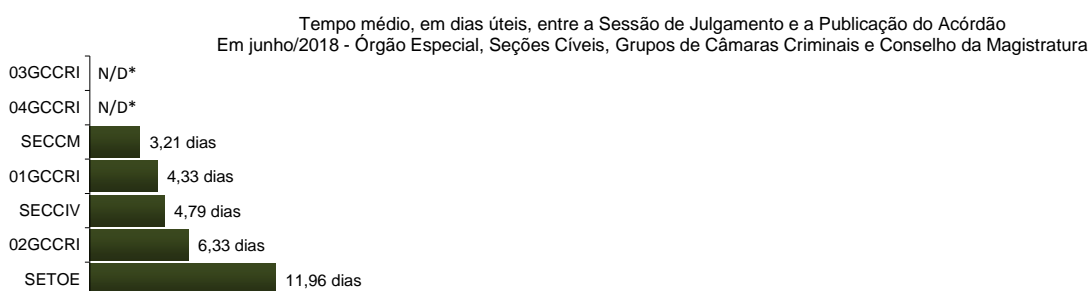 Tempo médio, em dias úteis, entre a Sessão de Julgamento e a Publicação do Acórdão
Em junho/2018 - Órgão Especial, Seções Cíveis, Grupos de Câmaras Criminais e Conselho da Magistratura
03GCCRI N/D*
04GCCRI N/D*
SECCM 3,21 dias
01GCCRI 4,33 dias
SECCIV 4,79 dias
02GCCRI 6,33 dias
SETOE 11,96 dias